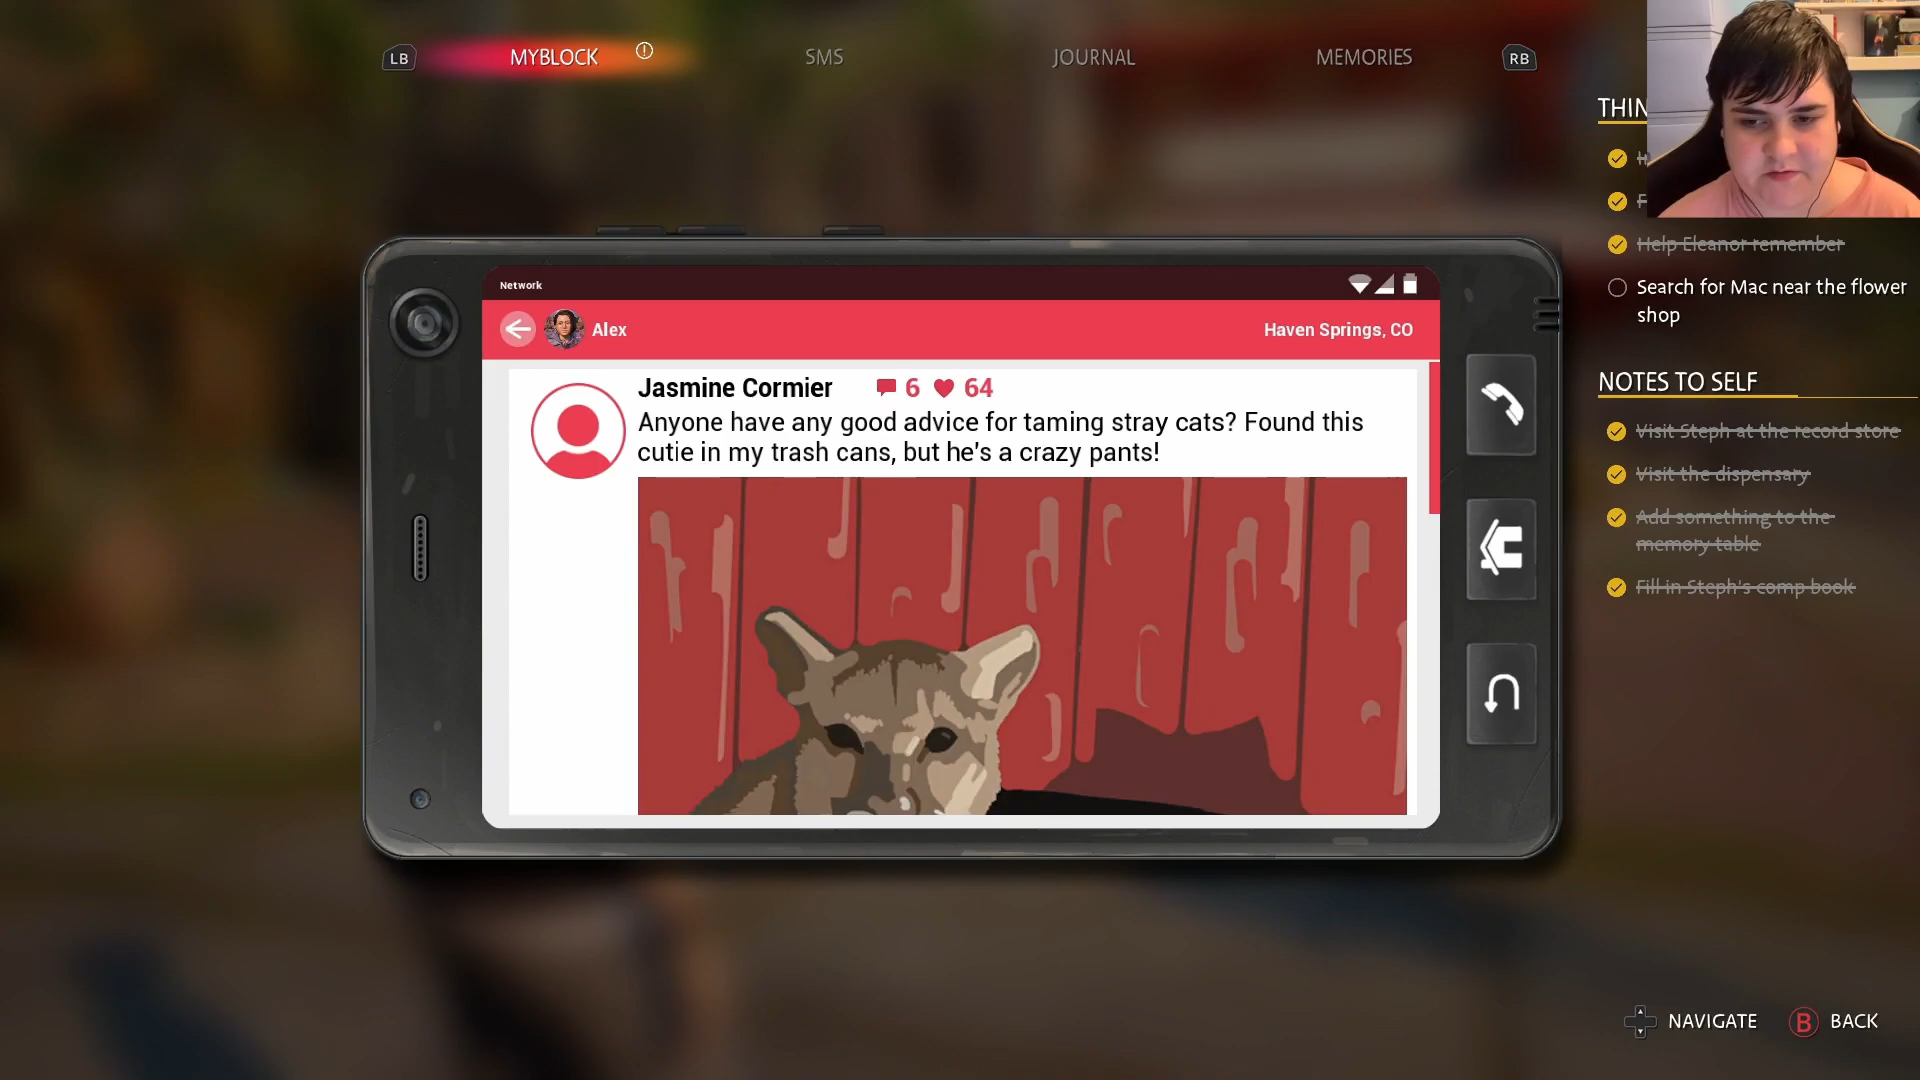 LB
MYBLOCK
SMS
JOURNAL
MEMORIES
RB
Network
Alex
Haven Springs, CO
Jasmine Cormier 6 64
Anyone have any good advice for taming stray cats? Found this
cutie in my trash cans, but he's a crazy pants!
Help Eleanor remember
Search for Mac near the flower
shop
NOTES TO SELF
Visit Steph at the record store
Visit the dispensary
Add something to the
memory table
Fill in Steph's comp book
NAVIGATE
B BACK